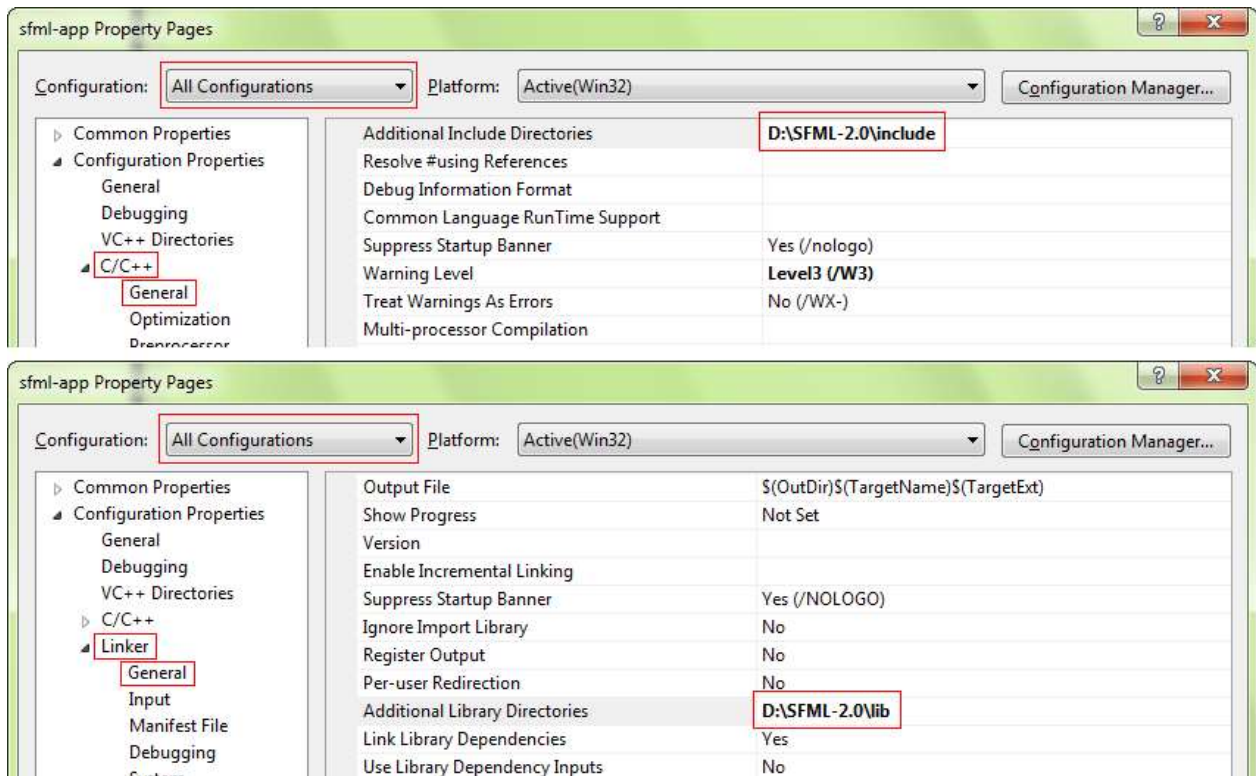 sfml-app Property Pages
Configuration: All Configurations Platform: Active(Win32) Configuration Manager...
Common Properties Additional Include Directories D:\SFML-2.0\include
Configuration Properties Resolve #using References
General Debug Information Format
Debugging Common Language RunTime Support
VC++ Directories Suppress Startup Banner Yes (/nologo)
C/C++ Warning Level Level3 (/W3)
General Treat Warnings As Errors No (/WX-)
Optimization Multi-processor Compilation
Preprocessor
sfml-app Property Pages
Configuration: All Configurations Platform: Active(Win32) Configuration Manager...
Common Properties Output File $(OutDir)$(TargetName)$(TargetExt)
Configuration Properties Show Progress Not Set
General Version
Debugging Enable Incremental Linking
VC++ Directories Suppress Startup Banner Yes (/NOLOGO)
C/C++ Ignore Import Library No
Linker Register Output No
General Per-user Redirection No
Input Additional Library Directories D:\SFML-2.0\lib
Manifest File Link Library Dependencies Yes
Debugging Use Library Dependency Inputs No